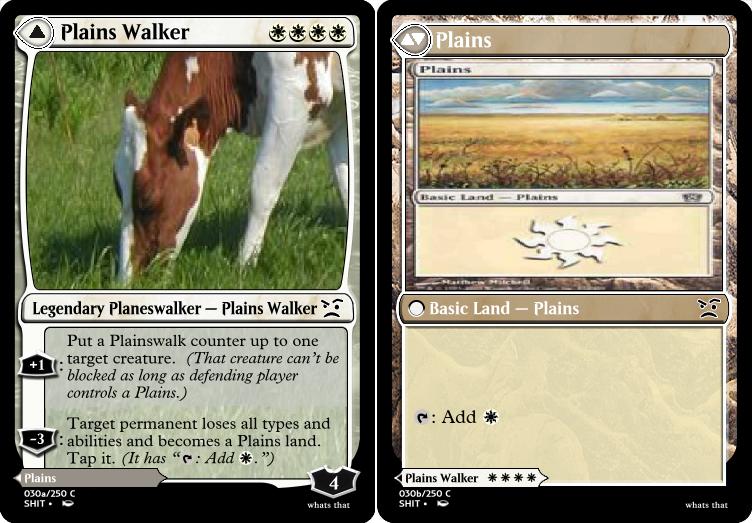 Plains Walker
Legendary Planeswalker — Plains Walker
+1
: Put a Plainswalk counter up to one
target creature. (That creature can't be
blocked as long as defending player
controls a Plains.)
-3
: Target permanent loses all types and
abilities and becomes a Plains land.
Tap it. (It has “: Add .”)
Plains
4
030a/250 C
SHIT •
whats that
Plains
Plains
Basic Land — Plains
Matthew Mitchell
Basic Land — Plains
: Add
Plains Walker
030b/250 C
SHIT •
whats that